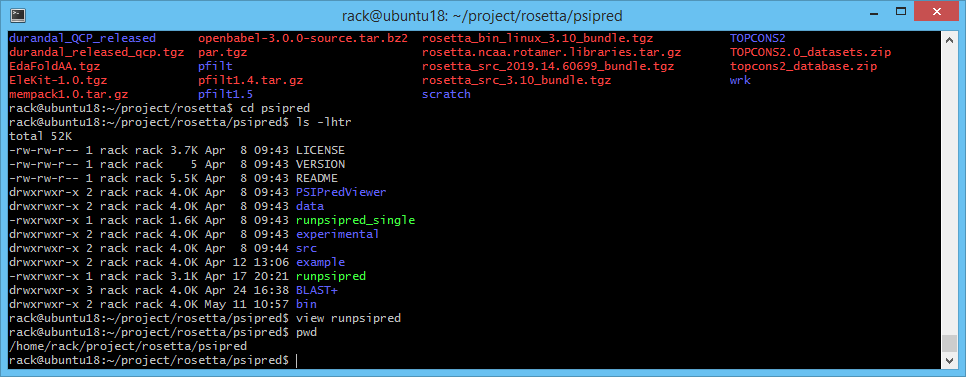 rack@ubuntu18: ~/project/rosetta/psipred
durandal_QCP_released openbabel-3.0.0-source.tar.bz2 rosetta_bin_linux_3.10_bundle.tgz TOPCONS2
durandal_released_qcp.tgz par.tgz rosetta.ncaa.rotamer.libraries.tar.gz TOPCONS2.0_datasets.zip
EdaFoldAA.tgz pfilt rosetta_src_2019.14.60699_bundle.tgz topcons2_database.zip
EleKit-1.0.tgz pfilt1.4.tar.gz rosetta_src_3.10_bundle.tgz wrk
mempack1.0.tar.gz pfilt1.5 scratch
rack@ubuntu18:~/project/rosetta$ cd psipred
rack@ubuntu18:~/project/rosetta/psipred$ ls -lhtr
total 52K
-rw-rw-r-- 1 rack rack 3.7K Apr  8 09:43 LICENSE
-rw-rw-r-- 1 rack rack    5 Apr  8 09:43 VERSION
-rw-rw-r-- 1 rack rack 5.5K Apr  8 09:43 README
drwxrwxr-x 2 rack rack 4.0K Apr  8 09:43 PSIPredViewer
drwxrwxr-x 2 rack rack 4.0K Apr  8 09:43 data
-rwxrwxr-x 1 rack rack 1.6K Apr  8 09:43 runpsipred_single
drwxrwxr-x 2 rack rack 4.0K Apr  8 09:43 experimental
drwxrwxr-x 2 rack rack 4.0K Apr  8 09:44 src
drwxrwxr-x 2 rack rack 4.0K Apr 12 13:06 example
-rwxrwxr-x 1 rack rack 3.1K Apr 17 20:21 runpsipred
drwxrwxr-x 3 rack rack 4.0K Apr 24 16:38 BLAST+
drwxrwxr-x 2 rack rack 4.0K May 11 10:57 bin
rack@ubuntu18:~/project/rosetta/psipred$ view runpsipred
rack@ubuntu18:~/project/rosetta/psipred$ pwd
/home/rack/project/rosetta/psipred
rack@ubuntu18:~/project/rosetta/psipred$